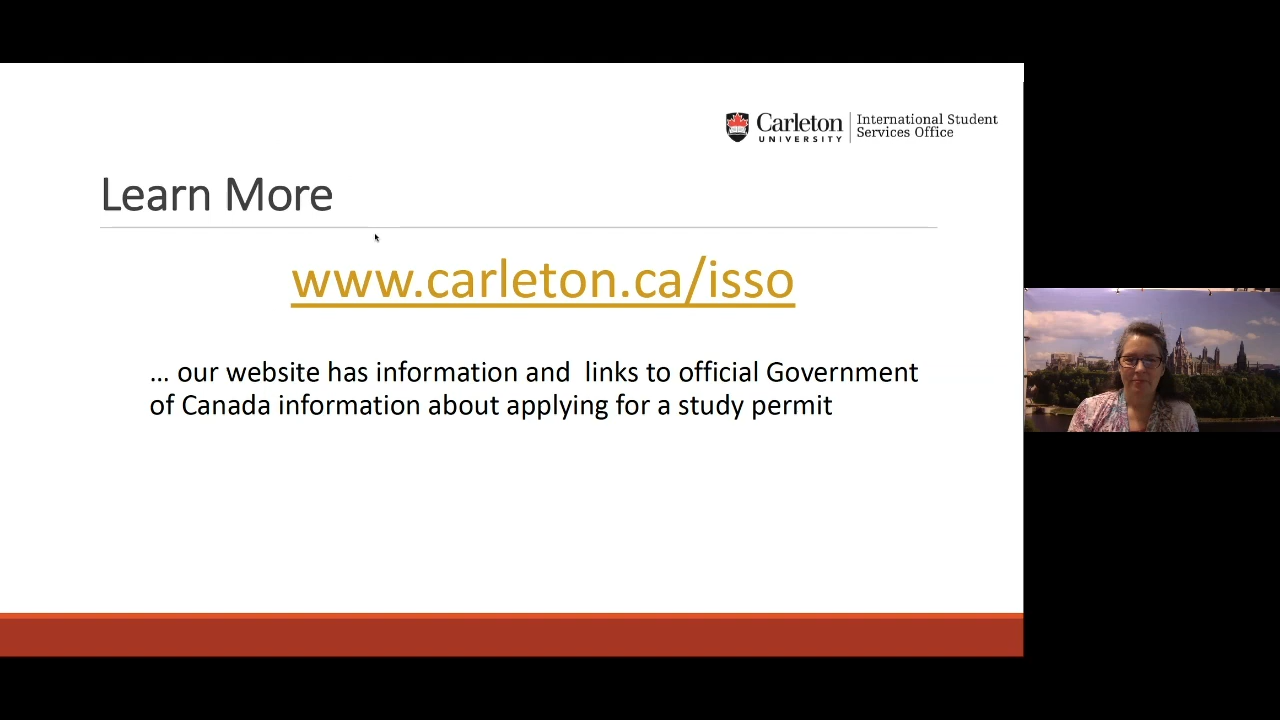 Carleton
UNIVERSITY
International Student
Services Office
Learn More
www.carleton.ca/isso
... our website has information and  links to official Government
of Canada information about applying for a study permit